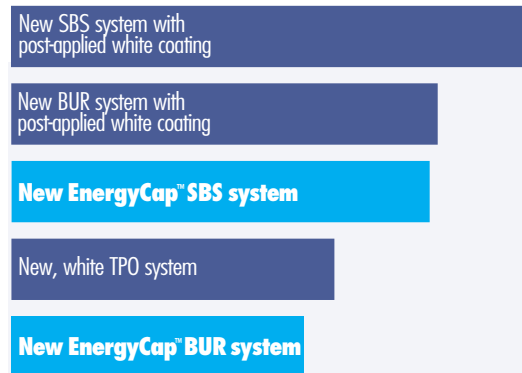 New SBS system with
post-applied white coating
New BUR system with
post-applied white coating
New EnergyCap™ SBS system
New, white TPO system
New EnergyCap™ BUR system